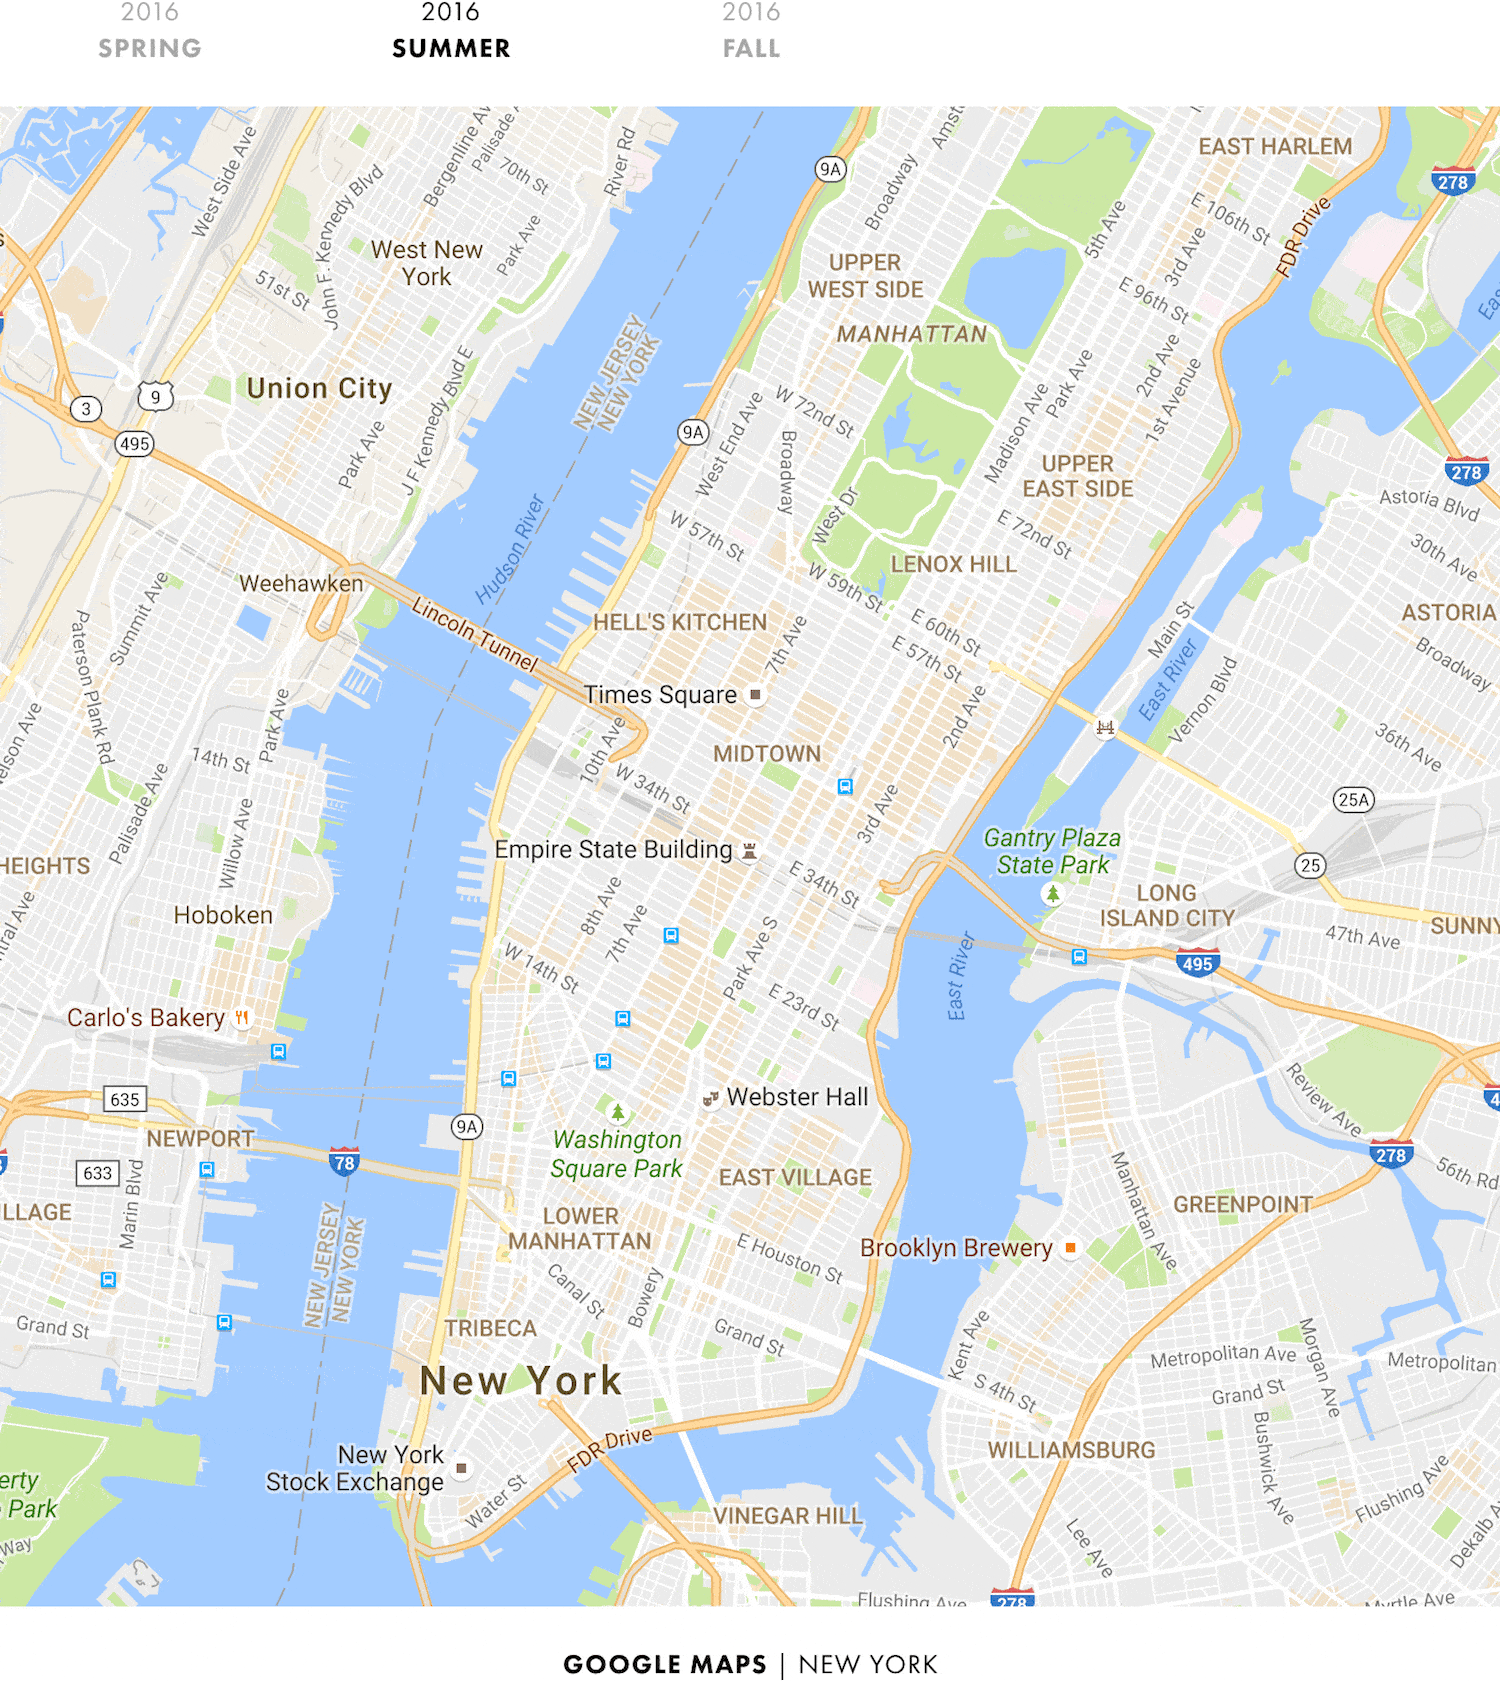 2016
SPRING
2016
SUMMER
2016
FALL
West Side Ave
John F. Kennedy Blvd
Bergenline Av
Palisade A
70th St
River Rd
Park Ave
West New
York
51st St
Union City
3
9
495
Park Ave
J F Kennedy Blvd E
NEW JERSEY
NEW YORK
9A
Broadway
Amst
EAST HARLEM
278
E 106th St
FDR Drive
5th Ave
3rd Ave
UPPER
WEST SIDE
MANHATTAN
E 96th St
2nd Ave
1st Avenue
Park Ave
Madison Ave
W 72nd St
9A
West End Ave
Broadway
West Dr
UPPER
EAST SIDE
E 72nd St
278
Astoria Blvd
30th Ave
ASTORIA
Broadway
36th Ave
Hudson River
W 57th St
LENOX HILL
W 59th St
E 60th St
E 57th St
HELL'S KITCHEN
7th Ave
Main St
East River
Vernon Blvd
Weehawken
Lincoln Tunnel
Summit Ave
Paterson Plank Rd
Park Ave
14th St
Palisade Ave
Willow Ave
elson Ave
HEIGHTS
ntral Ave
Hoboken
Times Square
10th Ave
W 34th St
MIDTOWN
2nd Ave
3rd Ave
Empire State Building
E 34th St
Gantry Plaza
State Park
25A
25
LONG
ISLAND CITY
SUNNY
47th Ave
495
8th Ave
7th Ave
W 14th St
Park Ave S
E 23rd St
East River
Carlo's Bakery
635
NEWPORT
633
78
Marin Blvd
ILLAGE
9A
Webster Hall
Washington
Square Park
EAST VILLAGE
Review Ave
278
4
56th Rd
GREENPOINT
Manhattan Ave
LOWER
MANHATTAN
E Houston St
Brooklyn Brewery
NEW JERSEY
NEW YORK
Canal St
Bowery
Grand St
Grand St
TRIBECA
New York
Kent Ave
S 4th St
Metropolitan Ave
Metropolitan
Grand St
Morgan Ave
Bushwick Ave
WILLIAMSBURG
New York
Stock Exchange
FDR Drive
Water St
erty
Park
Way
VINEGAR HILL
Lee Ave
Flushing Ave
Dekalb A
Flushing Ave
278
Myrtle Ave
GOOGLE MAPS | NEW YORK